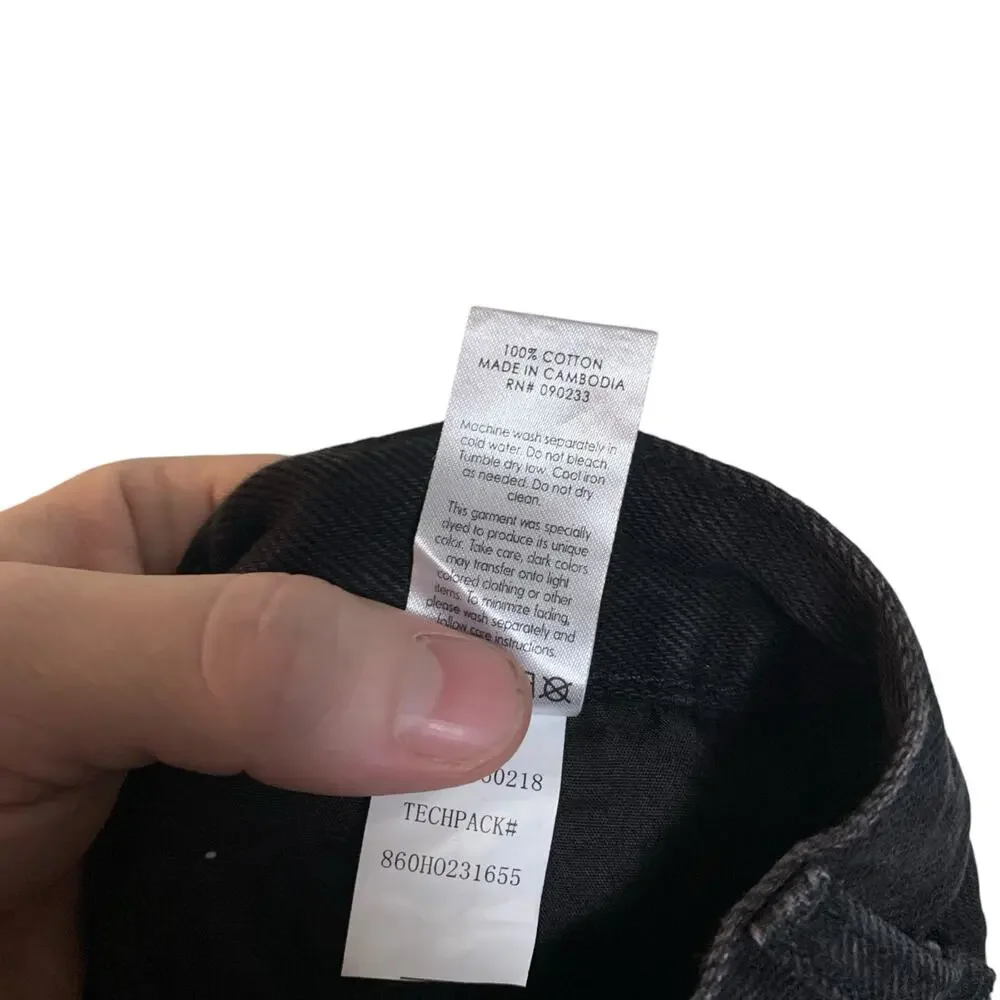 100% COTTON
MADE IN CAMBODIA
RN# 090233
Machine wash separately in
cold water. Do not bleach
Tumble dry low. Cool iron
as needed. Do not dry
clean.
This garment was specially
dyed to produce its unique
color. Take care, dark colors
may transfer onto light
colored clothing or other
items. To minimize fading,
please wash separately and
follow care instructions.
60218
TECHPACK#
860HO231655